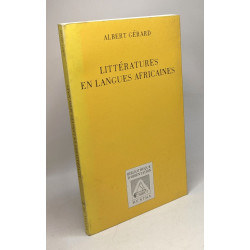 ALBERT GÉRARD
LITTÉRATURES
EN LANGUES AFRICAINES